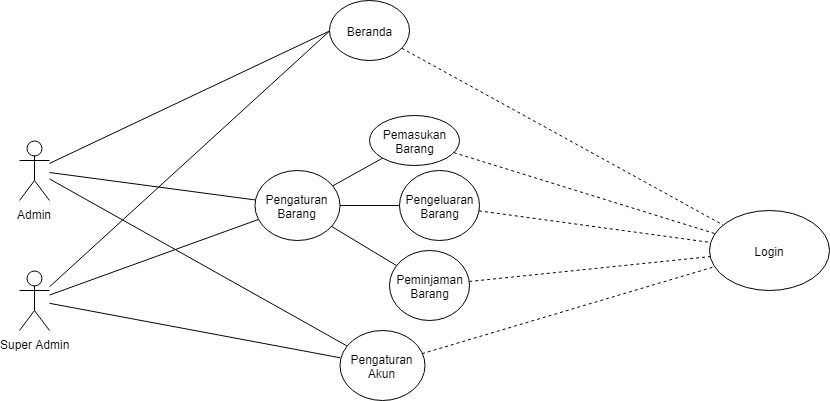 Beranda
Pemasukan
Barang
Admin
Pengaturan
Barang
Pengeluaran
Barang
Login
Peminjaman
Barang
Super Admin
Pengaturan
Akun